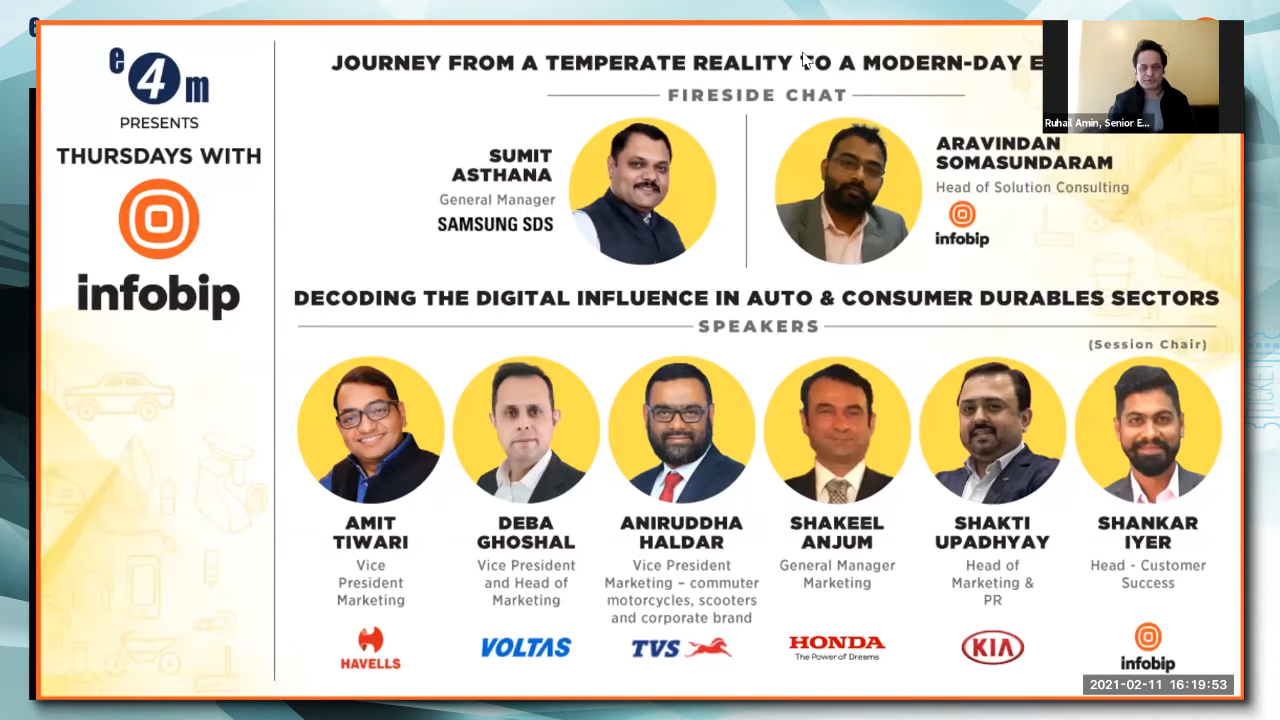 e4m
PRESENTS
THURSDAYS WITH
infobip
JOURNEY FROM A TEMPERATE REALITY TO A MODERN-DAY E
FIRESIDE CHAT
SUMIT
ASTHANA
General Manager
SAMSUNG SDS
ARAVINDAN
SOMASUNDARAM
Head of Solution Consulting
infobip
Ruhail Amin, Senior E...
DECODING THE DIGITAL INFLUENCE IN AUTO & CONSUMER DURABLES SECTORS
SPEAKERS
(Session Chair)
AMIT
TIWARI
Vice
President
Marketing
HAVELLS
DEBA
GHOSHAL
Vice President
and Head of
Marketing
VOLTAS
ANIRUDDHA
HALDAR
Vice President
Marketing – commuter
motorcycles, scooters
and corporate brand
TVS
SHAKEEL
ANJUM
General Manager
Marketing
HONDA
The Power of Dreams
SHAKTI
UPADHYAY
Head of
Marketing &
PR
KIA
SHANKAR
IYER
Head - Customer
Success
infobip
2021-02-11 16:19:53